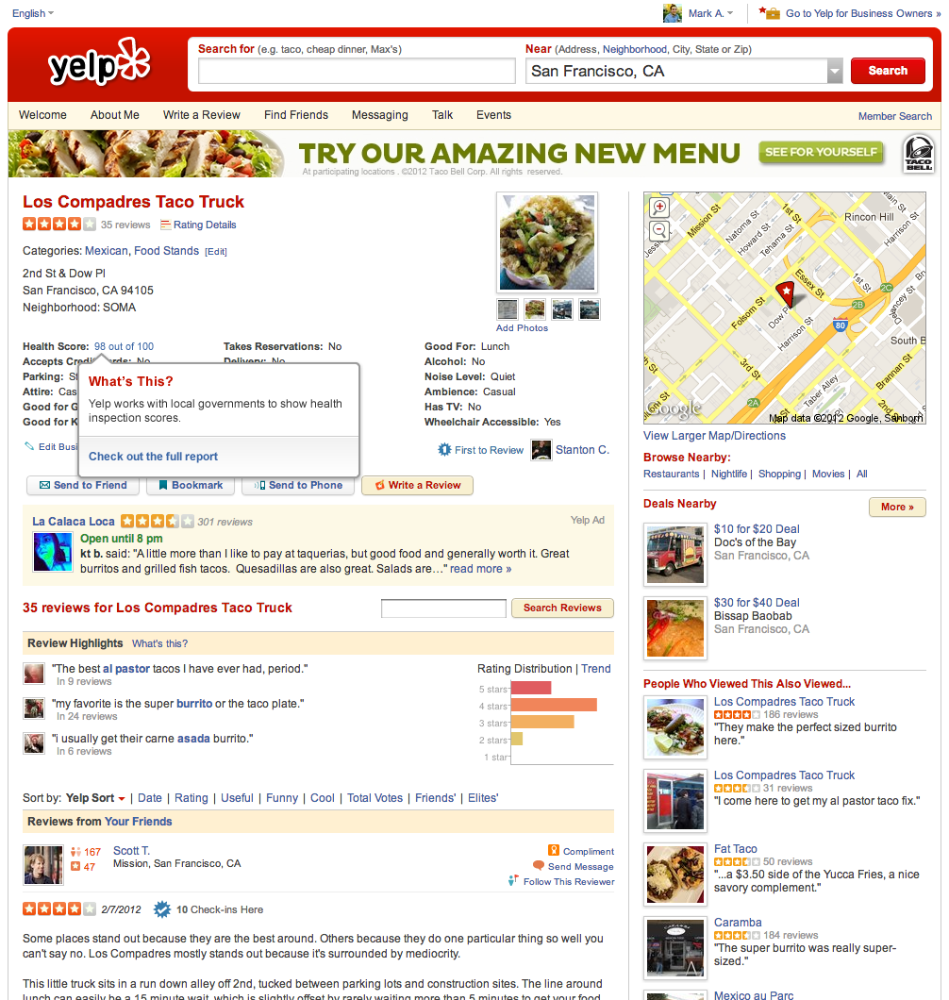 English
Mark A.
Go to Yelp for Business Owners »
yelp
Search for (e.g. taco, cheap dinner, Max's)
Near (Address, Neighborhood, City, State or Zip)
San Francisco, CA
Search
Welcome
About Me
Write a Review
Find Friends
Messaging
Talk
Events
Member Search
TRY OUR AMAZING NEW MENU
At participating locations . ©2012 Taco Bell Corp. All rights reserved.
SEE FOR YOURSELF
TACO BELL
Los Compadres Taco Truck
35 reviews
Rating Details
Categories: Mexican, Food Stands [Edit]
2nd St & Dow Pl
San Francisco, CA 94105
Neighborhood: SOMA
Add Photos
Health Score: 98 out of 100
Takes Reservations: No
Good For: Lunch
Accepts No
Delivery: No
Alcohol: No
Parking:
Noise Level: Quiet
Attire:
Ambience: Casual
Good for
Has TV: No
Good for
Wheelchair Accessible: Yes
What's This?
Yelp works with local governments to show health
inspection scores.
Check out the full report
Edit
First to Review
Stanton C.
Send to Friend
Bookmark
Send to Phone
Write a Review
La Calaca Loca
301 reviews
Yelp Ad
Open until 8 pm
kt b. said: "A little more than I like to pay at taquerias, but good food and generally worth it. Great
burritos and grilled fish tacos. Quesadillas are also great. Salads are…" read more »
35 reviews for Los Compadres Taco Truck
Search Reviews
Review Highlights What's this?
"The best al pastor tacos I have ever had, period."
In 9 reviews
"my favorite is the super burrito or the taco plate."
In 24 reviews
"i usually get their carne asada burrito."
In 6 reviews
Rating Distribution | Trend
5 stars
4 stars
3 stars
2 stars
1 star
Sort by: Yelp Sort | Date | Rating | Useful | Funny | Cool | Total Votes | Friends' | Elites'
Reviews from Your Friends
167
47
Scott T.
Mission, San Francisco, CA
Compliment
Send Message
Follow This Reviewer
2/7/2012
10 Check-ins Here
Some places stand out because they are the best around. Others because they do one particular thing so well you
can't say no. Los Compadres mostly stands out because it's surrounded by mediocrity.
This little truck sits in a run down alley off 2nd, tucked between parking lots and construction sites. The line around
lunch can easily be a 15 minute wait, which is slightly offset by rarely waiting more than 5 minutes to get your food.
Mission St
Natoma St
Howard St
Tehama St
1st St
Rincon Hill
Harrison St
Essex St
Folsom St
Dow Pl
Harrison St
1st St
2C
2B
80
Delancey St
South B
3rd St
Brannan St
2nd St
Taber Alley
2A
Google
Map data ©2012 Google, Sanborn
View Larger Map/Directions
Browse Nearby:
Restaurants | Nightlife | Shopping | Movies | All
Deals Nearby
More »
$10 for $20 Deal
Doc's of the Bay
San Francisco, CA
$30 for $40 Deal
Bissap Baobab
San Francisco, CA
People Who Viewed This Also Viewed...
Los Compadres Taco Truck
186 reviews
"They make the perfect sized burrito
here."
Los Compadres Taco Truck
31 reviews
"I come here to get my al pastor taco fix."
Fat Taco
50 reviews
"...a $3.50 side of the Yucca Fries, a nice
savory complement."
Caramba
184 reviews
"The super burrito was really super-
sized."
Mexico au Parc